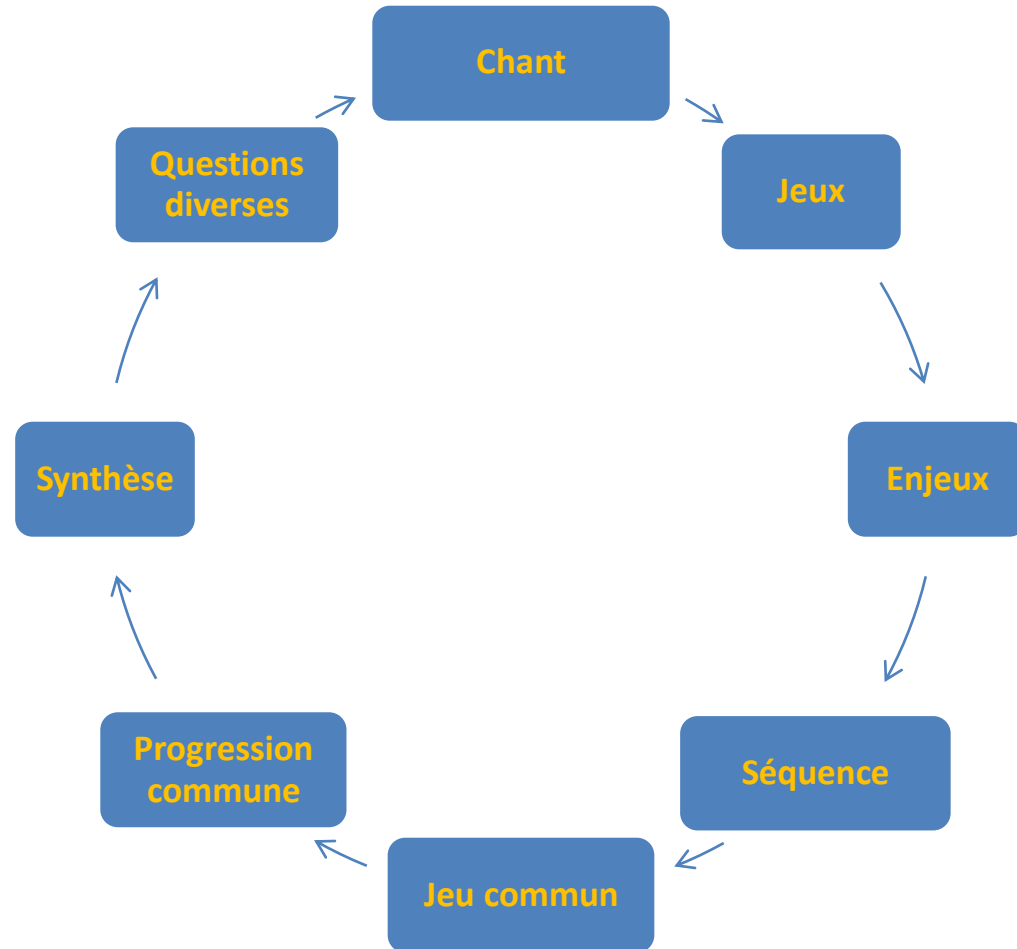 Chant
Jeux
Enjeux
Séquence
Jeu commun
Progression
commune
Synthèse
Questions
diverses